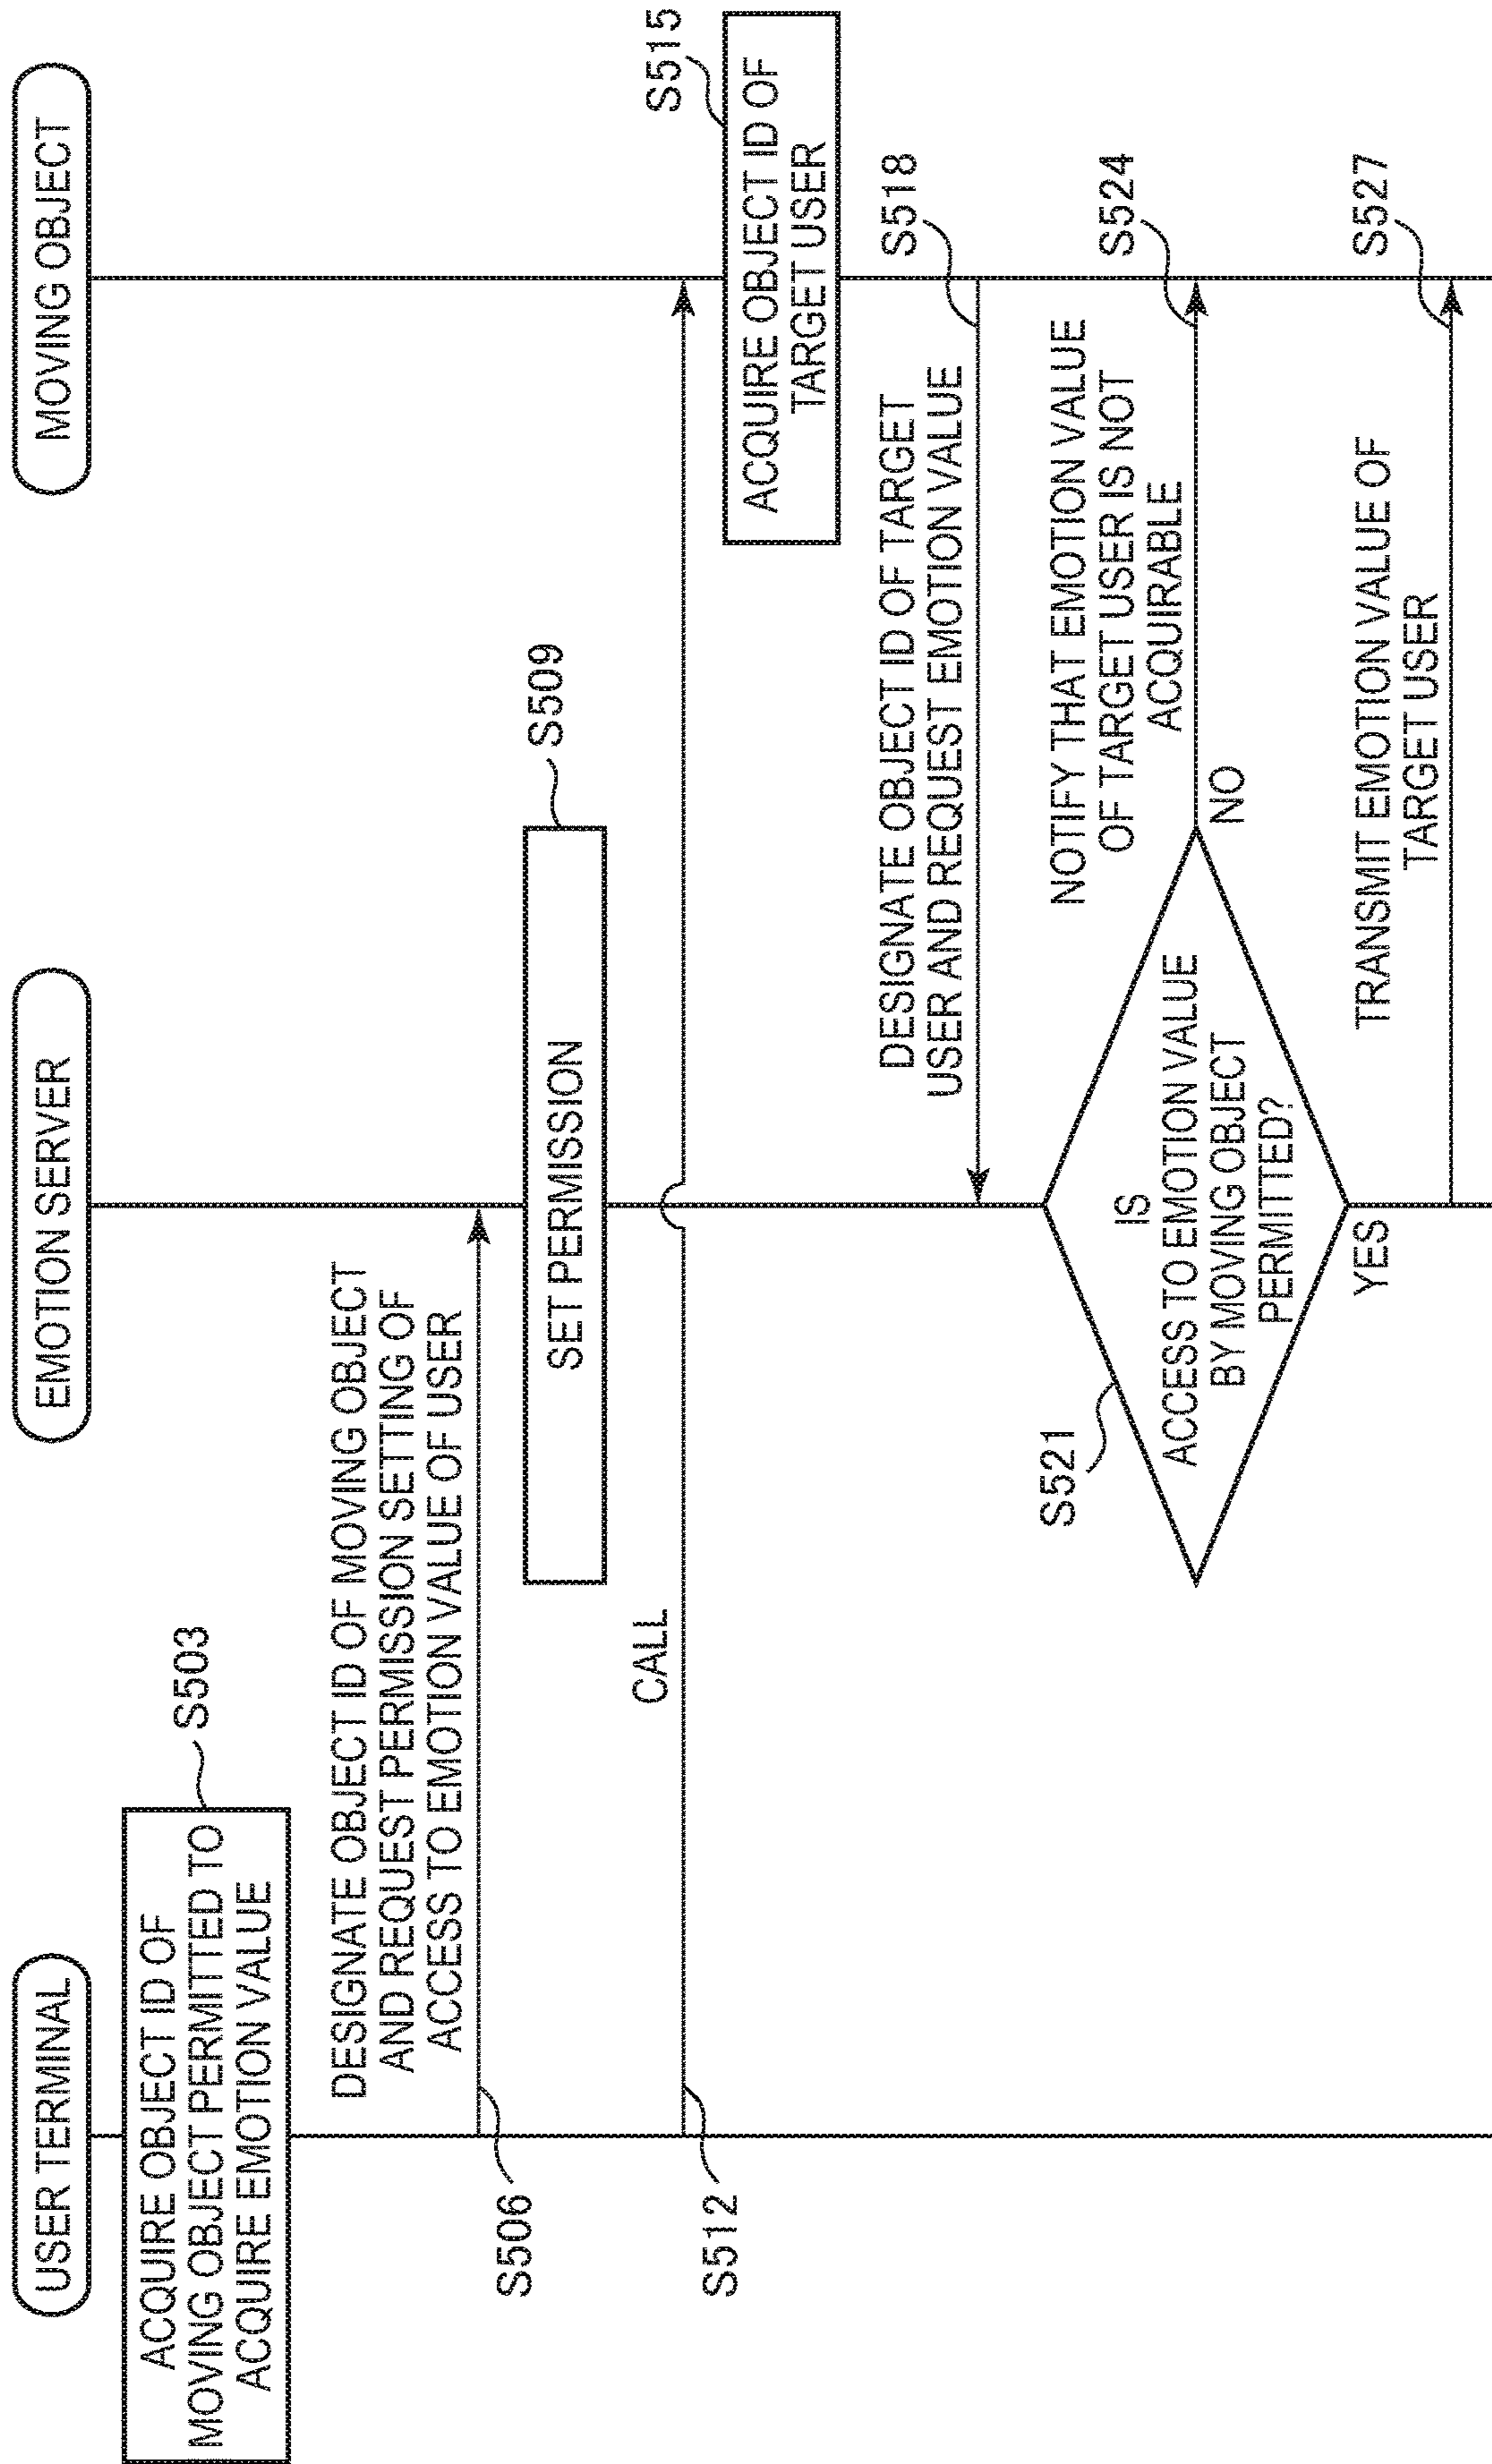 USER TERMINAL
EMOTION SERVER
MOVING OBJECT
ACQUIRE OBJECT ID OF
MOVING OBJECT PERMITTED TO
ACQUIRE EMOTION VALUE
S503
DESIGNATE OBJECT ID OF MOVING OBJECT
AND REQUEST PERMISSION SETTING OF
ACCESS TO EMOTION VALUE OF USER
S506
SET PERMISSION
S509
CALL
S512
S515
ACQUIRE OBJECT ID OF
TARGET USER
DESIGNATE OBJECT ID OF TARGET
USER AND REQUEST EMOTION VALUE
S518
S521
IS
ACCESS TO EMOTION VALUE
BY MOVING OBJECT
PERMITTED?
NO
NOTIFY THAT EMOTION VALUE
OF TARGET USER IS NOT
ACQUIRABLE
S524
YES
TRANSMIT EMOTION VALUE OF
TARGET USER
S527